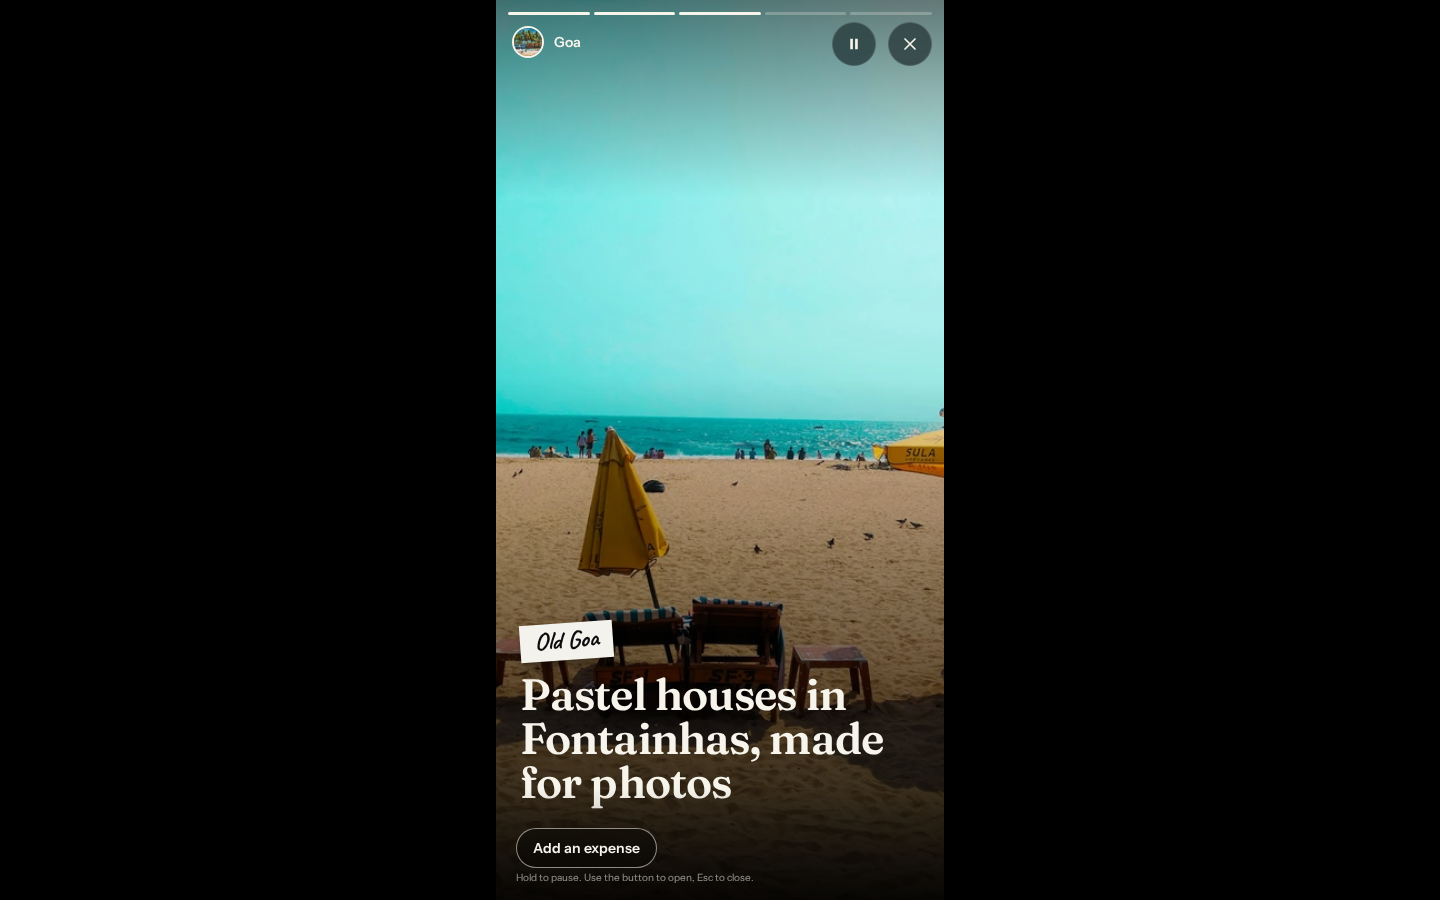 Goa
SULA
Old Goa
Pastel houses in
Fontainhas, made
for photos
Add an expense
Hold to pause. Use the button to open, Esc to close.